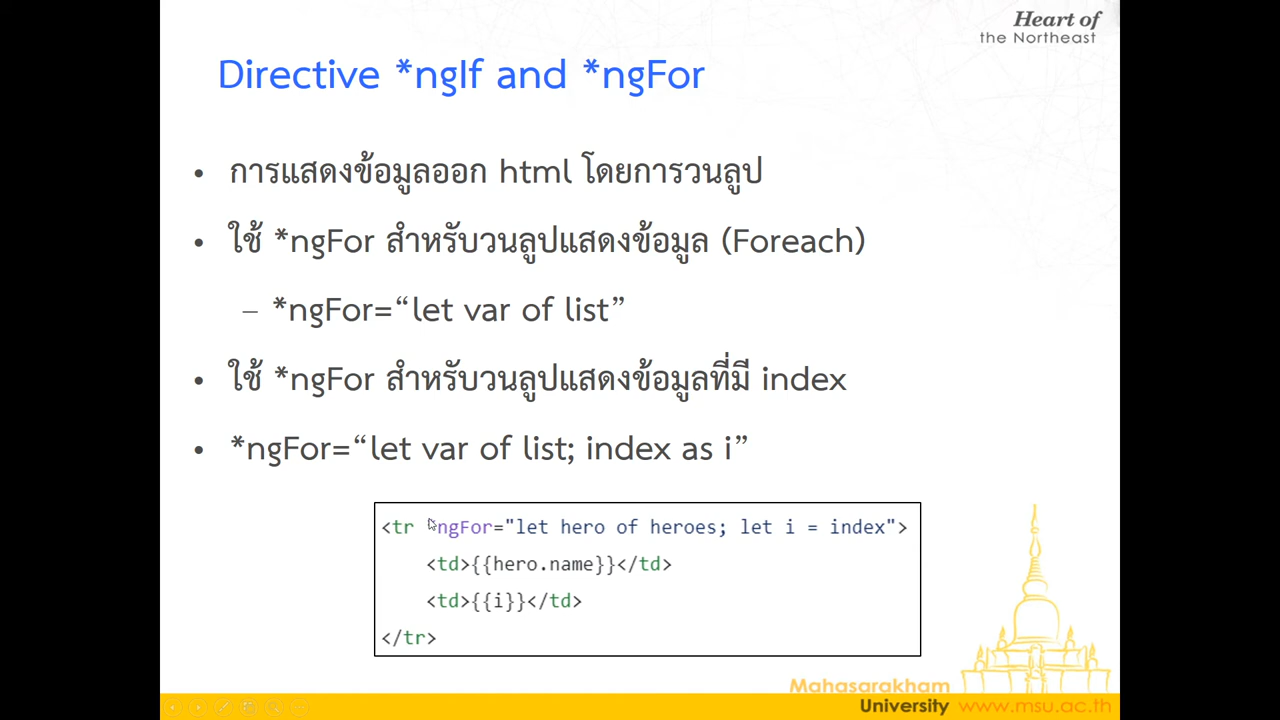 Heart of
the Northeast
Directive *ngIf and *ngFor
• การแสดงข้อมูลออก html โดยการวนลูป
• ใช้ *ngFor สำหรับวนลูปแสดงข้อมูล (Foreach)
– *ngFor=“let var of list”
• ใช้ *ngFor สำหรับวนลูปแสดงข้อมูลที่มี index
• *ngFor=“let var of list; index as i”
<tr *ngFor="let hero of heroes; let i = index">
<td>{{hero.name}}</td>
<td>{{i}}</td>
</tr>
Mahasarakham
University www.msu.ac.th